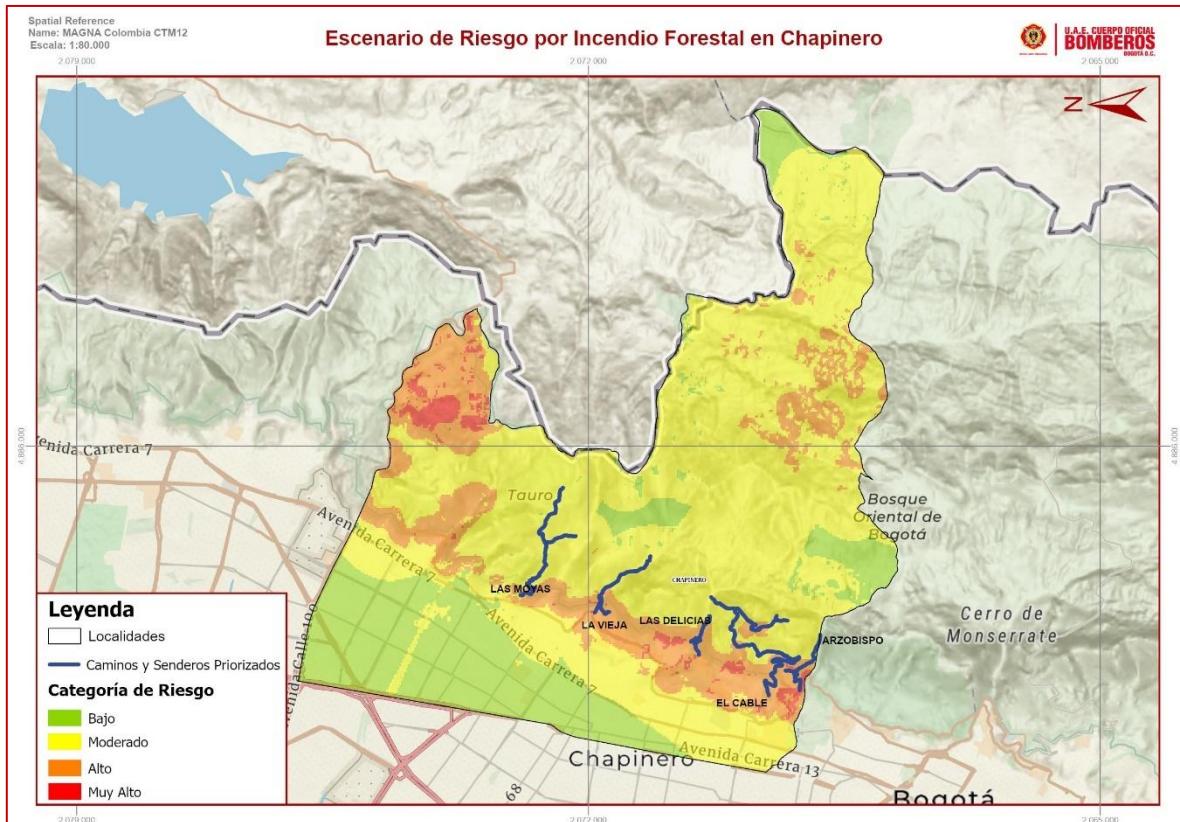 Spatial Reference
Name: MAGNA Colombia CTM12
Escala: 1:80.000
Escenario de Riesgo por Incendio Forestal en Chapinero
U.A.E. CUERPO OFICIAL
BOMBEROS
BOGOTÁ D.C.
2.079.000
2.072.000
2.065.000
N
4.886.000
4.886.000
venida Carrera 7
Tauro
Avenida Carrera 7
Bosque
Oriental de
Bogotá
LAS MOYAS
CHAPINERO
LA VIEJA
LAS DELICIAS
ARZOBISPO
Cerro de
Monserrate
Avenida Carrera 7
EL CABLE
Avenida Calle 100
Avenida Carrera 13
Chapinero
68
Bogotá
Leyenda
Localidades
Caminos y Senderos Priorizados
Categoría de Riesgo
Bajo
Moderado
Alto
Muy Alto
2.079.000
2.072.000
2.065.000